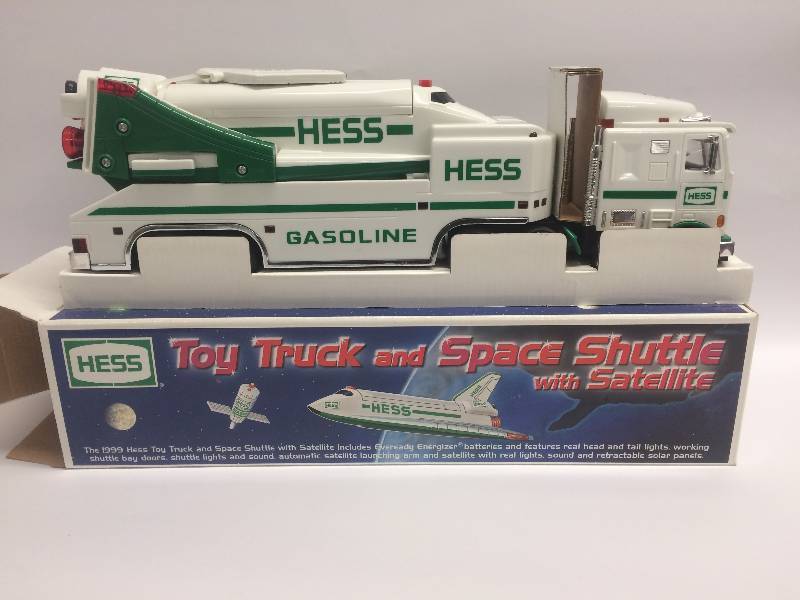 HESS
HESS
HESS
GASOLINE
HESS
HESS
Toy Truck and Space Shuttle
with Satellite
HESS
HESS
The 1999 Hess Toy Truck and Space Shuttle with Satellite includes Eveready Energizer® batteries and features real head and tail lights, working
shuttle bay doors, shuttle lights and sound, automatic satellite launching arm and satellite with real lights, sound and retractable solar panels.